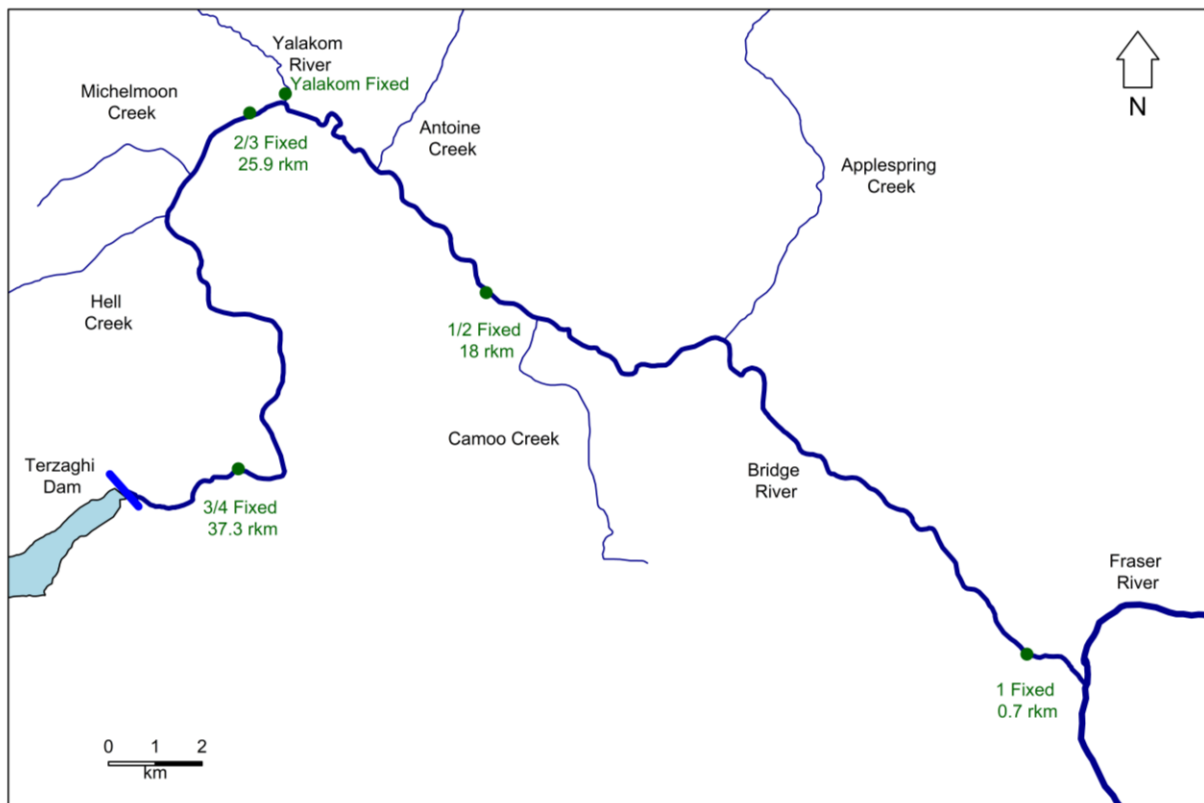 Yalakom
River
Yalakom Fixed
Michelmoon
Creek
2/3 Fixed
25.9 rkm
Antoine
Creek
N
Applespring
Creek
Hell
Creek
1/2 Fixed
18 rkm
Camoo Creek
Terzaghi
Dam
3/4 Fixed
37.3 rkm
Bridge
River
Fraser
River
1 Fixed
0.7 rkm
0 1 2
km